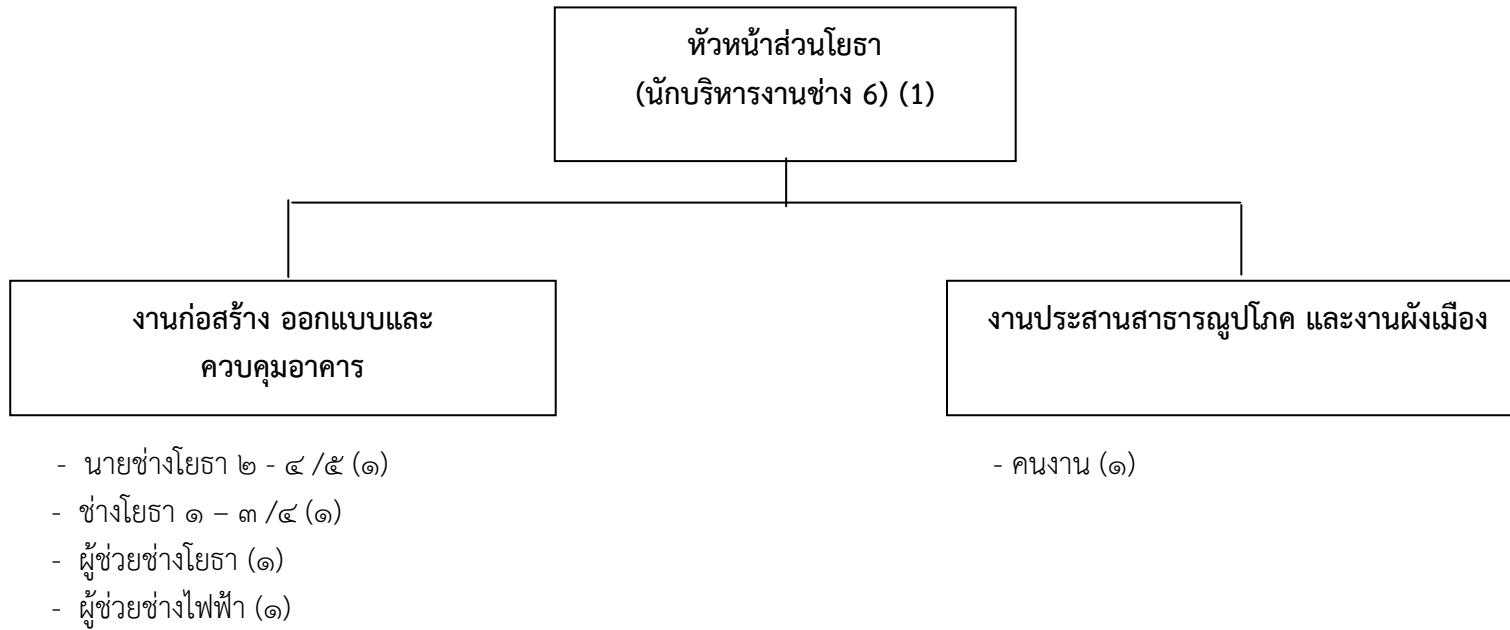 หัวหน้าส่วนโยธา
(นักบริหารงานช่าง 6) (1)
งานก่อสร้าง ออกแบบและ
ควบคุมอาคาร
- นายช่างโยธา ๒ - ๔ /๕ (๑)
- ช่างโยธา ๑ – ๓ /๔ (๑)
- ผู้ช่วยช่างโยธา (๑)
- ผู้ช่วยช่างไฟฟ้า (๑)
งานประสานสาธารณูปโภค และงานผังเมือง
- คนงาน (๑)